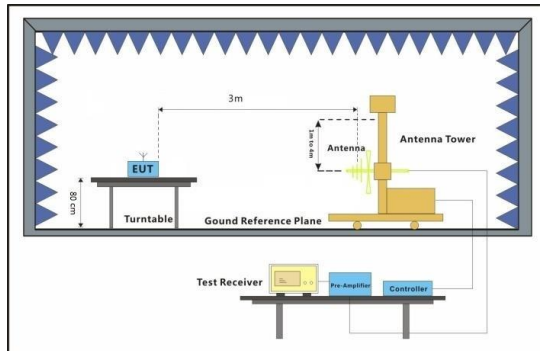 3m
1m to 4m
Antenna
Antenna Tower
EUT
80 cm
Turntable
Gound Reference Plane
Test Receiver
Pre-Amplifier
Controller